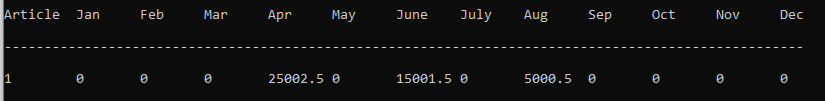 Article Jan Feb Mar Apr May June July Aug Sep Oct Nov Dec
----------------------------------------------------------------------------------------------------
1 0 0 0 25002.5 0 15001.5 0 5000.5 0 0 0 0